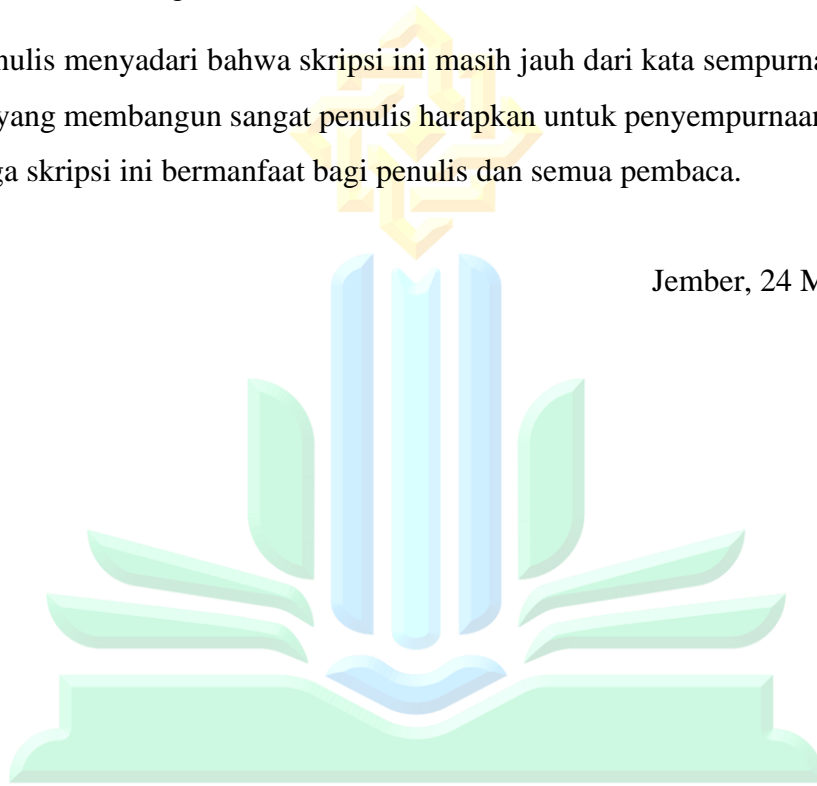 nulis menyadari bahwa skripsi ini masih jauh dari kata sempurna
yang membangun sangat penulis harapkan untuk penyempurnaan
ga skripsi ini bermanfaat bagi penulis dan semua pembaca.
Jember, 24 M